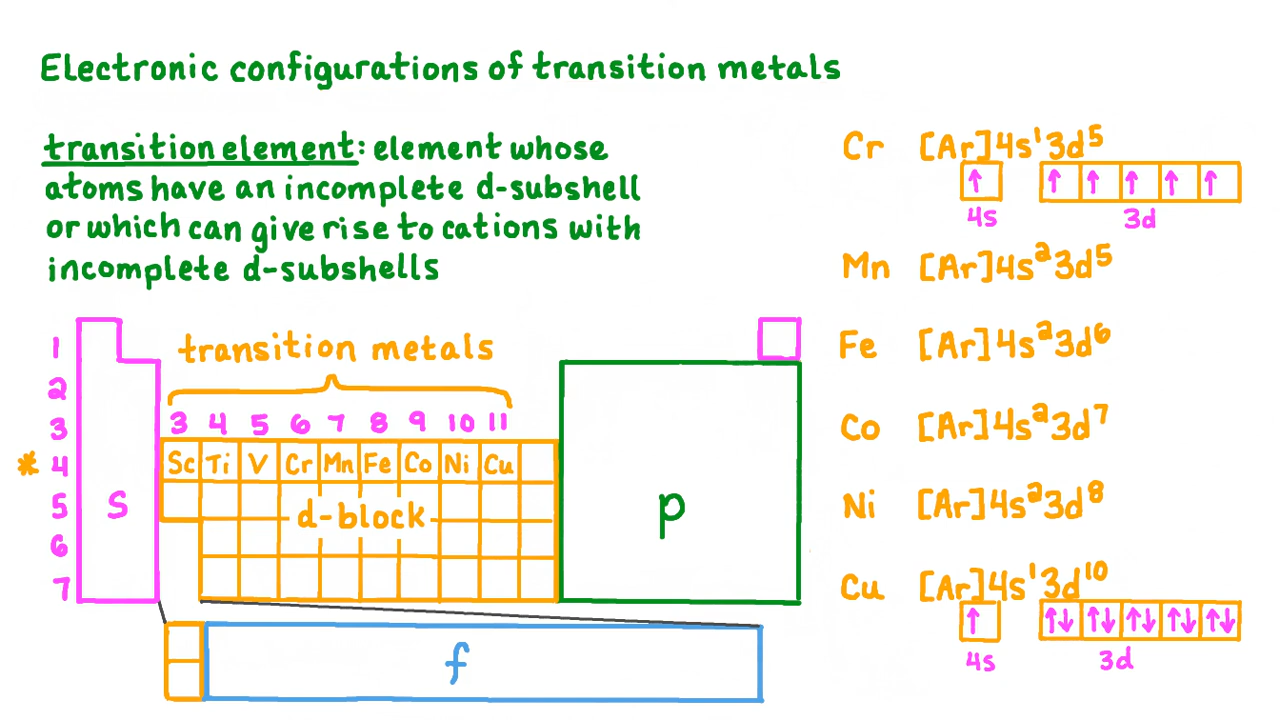 Electronic configurations of transition metals
transition element: element whose
atoms have an incomplete d-subshell
or which can give rise to cations with
incomplete d-subshells
1
2
3
* 4
5
6
7
s
transition metals
3 4 5 6 7 8 9 10 11
Sc Ti V Cr Mn Fe Co Ni Cu
d-block
p
f
Cr [Ar]4s¹3d⁵
↑ ↑ ↑ ↑ ↑ ↑
4s 3d
Mn [Ar]4s²3d⁵
Fe [Ar]4s²3d⁶
Co [Ar]4s²3d⁷
Ni [Ar]4s²3d⁸
Cu [Ar]4s¹3d¹⁰
↑ ↑↓ ↑↓ ↑↓ ↑↓ ↑↓
4s 3d